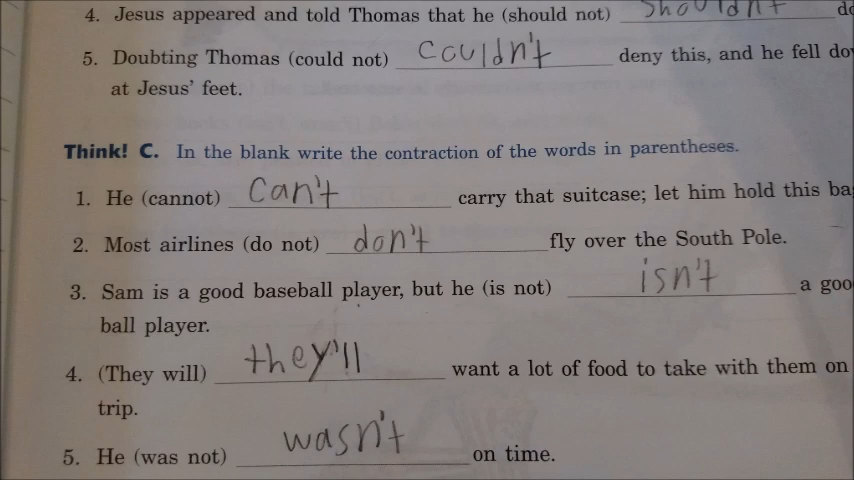 4. Jesus appeared and told Thomas that he (should not) shouldn't
5. Doubting Thomas (could not) couldn't deny this, and he fell
at Jesus' feet.
Think! C. In the blank write the contraction of the words in parentheses.
1. He (cannot) can't carry that suitcase; let him hold this
2. Most airlines (do not) don't fly over the South Pole.
3. Sam is a good baseball player, but he (is not) isn't a
ball player.
4. (They will) they'll want a lot of food to take with them on
trip.
5. He (was not) wasn't on time.